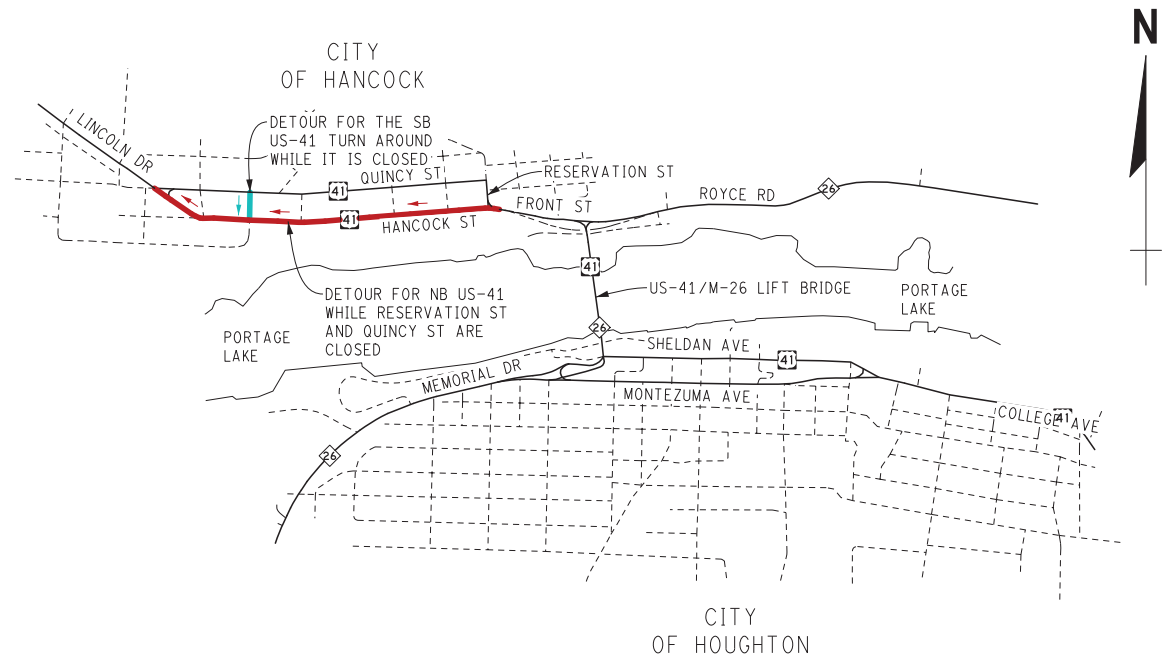 N
CITY
OF HANCOCK
LINCOLN DR
DETOUR FOR THE SB
US-41 TURN AROUND
WHILE IT IS CLOSED
QUINCY ST
41
RESERVATION ST
FRONT ST
ROYCE RD
26
41
HANCOCK ST
41
DETOUR FOR NB US-41
WHILE RESERVATION ST
AND QUINCY ST ARE
CLOSED
US-41/M-26 LIFT BRIDGE
PORTAGE
LAKE
PORTAGE
LAKE
26
SHELDAN AVE
41
MEMORIAL DR
MONTEZUMA AVE
COLLEGE AVE
41
26
CITY
OF HOUGHTON